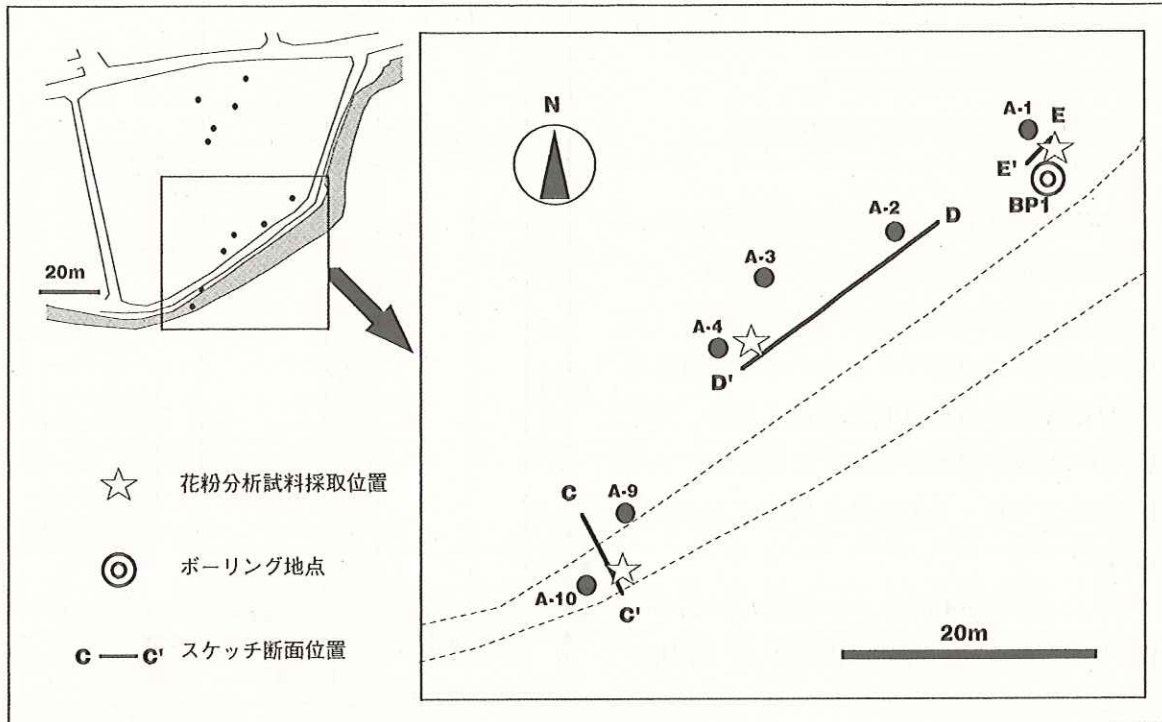 20m
花粉分析試料採取位置
ボーリング地点
C C' スケッチ断面位置
N
A-1
E
E'
BP1
A-2
D
A-3
A-4
D'
C
A-9
A-10
C'
20m